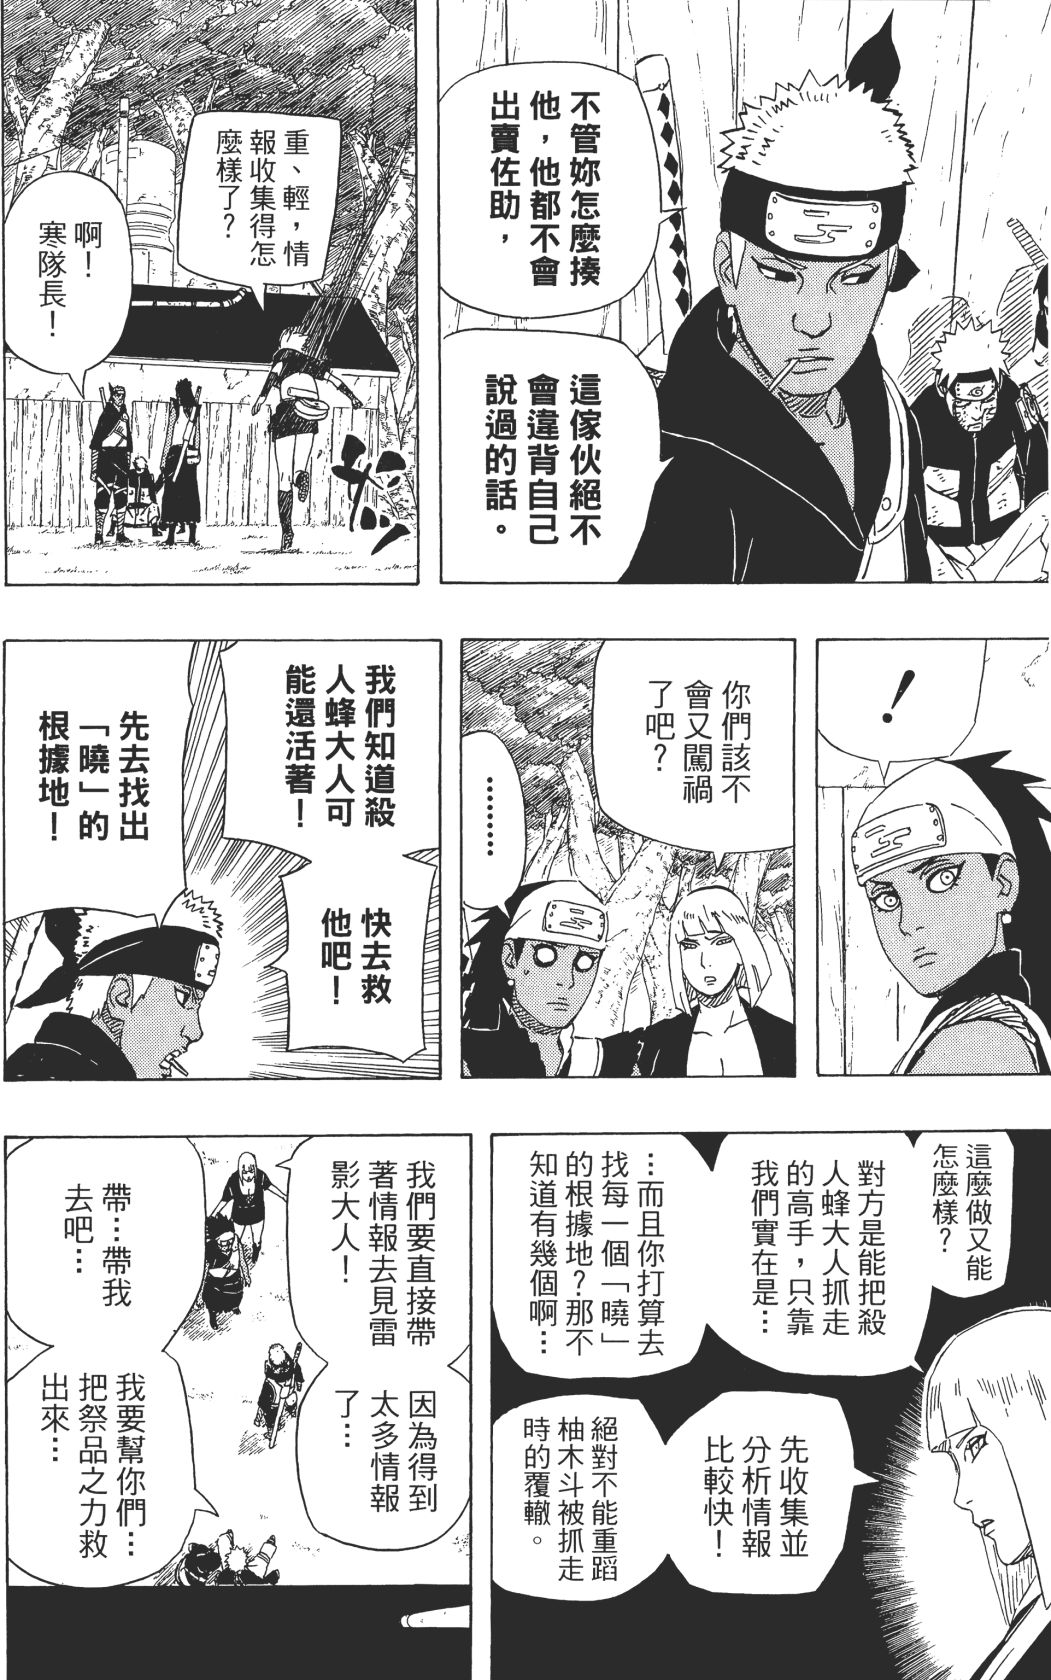 不管妳怎麼揍
他，他都不會
出賣佐助，
這傢伙絕不
會違背自己
說過的話。
重、輕，情
報收集得怎
麼樣了？
啊！
寒隊長！
！
你們該不
會又闖禍
了吧？
………
我們知道殺
人蜂大人可
能還活著！
快去救
他吧！
先去找出
「曉」的
根據地！
這麼做又能
怎麼樣？
對方是能把殺
人蜂大人抓走
的高手，只靠
我們實在是…
…而且你打算去
找每一個「曉」
的根據地？那不
知道有幾個啊…
先收集並
分析情報
比較快！
絕對不能重蹈
柚木斗被抓走
時的覆轍。
我們要直接帶
著情報去見雷
影大人！
因為得到
太多情報
了…
帶…帶我
去吧…
我要幫你們…
把祭品之力救
出來…